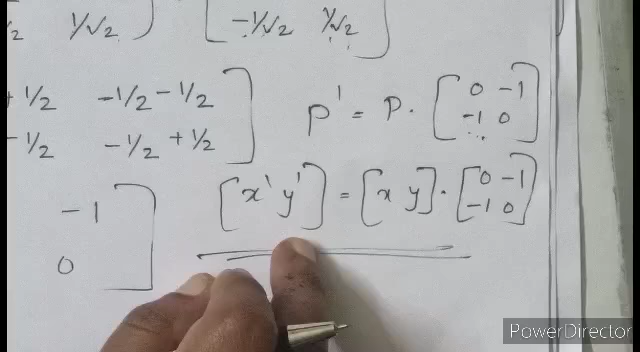 1/√2 ) [ -1/√2 1/√2 ]
+1/2 -1/2 -1/2 ]
-1/2 -1/2 +1/2 ]
P' = P · [ 0 -1
-1 0 ]
[x' y'] = [x y] · [ 0 -1
-1 0 ]
-1
0 ]
PowerDirector